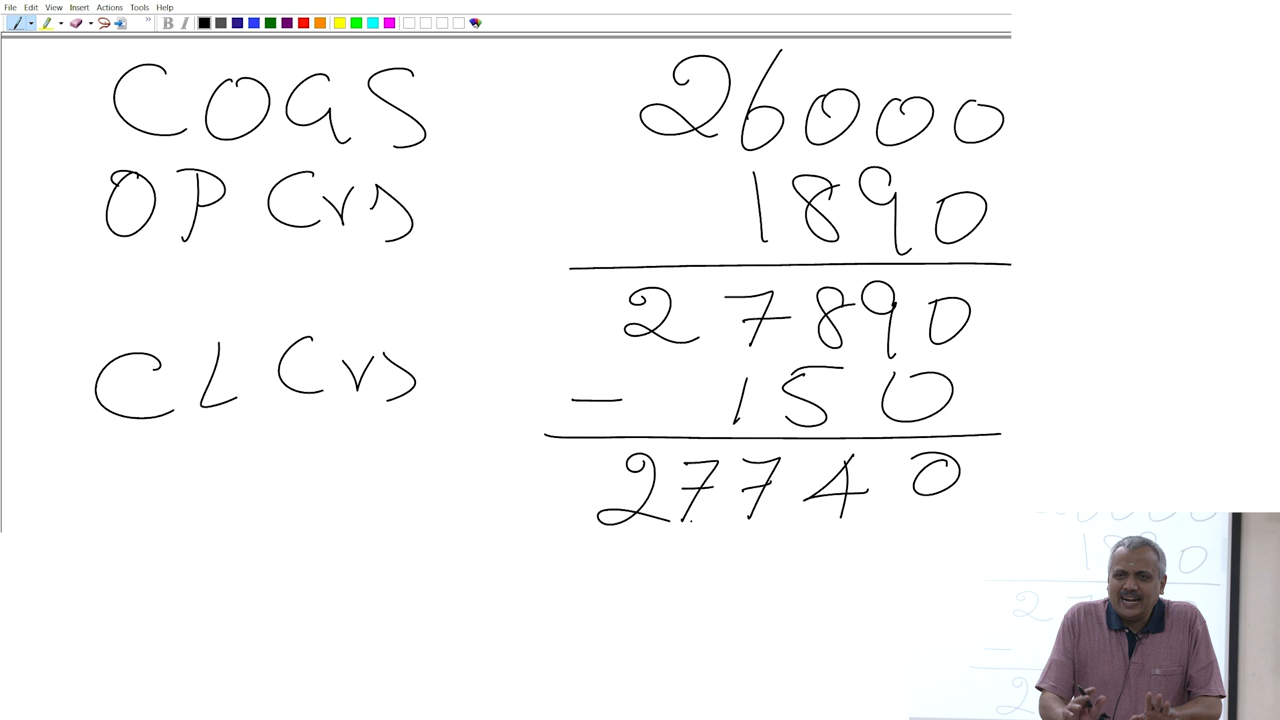 File Edit View Insert Actions Tools Help
COGS 26000
OP Crs 1890
27890
CL Crs - 150
27740